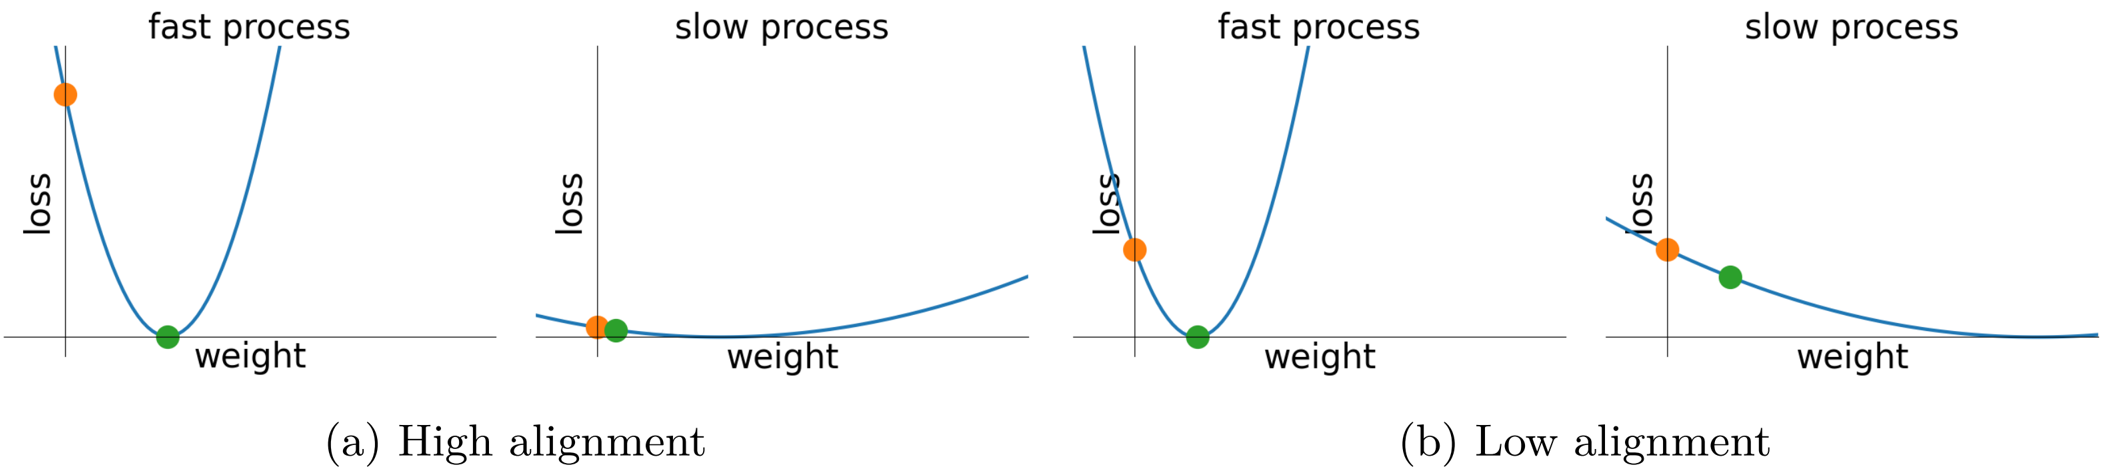 fast process
loss
weight
slow process
loss
weight
(a) High alignment
fast process
loss
weight
slow process
loss
weight
(b) Low alignment